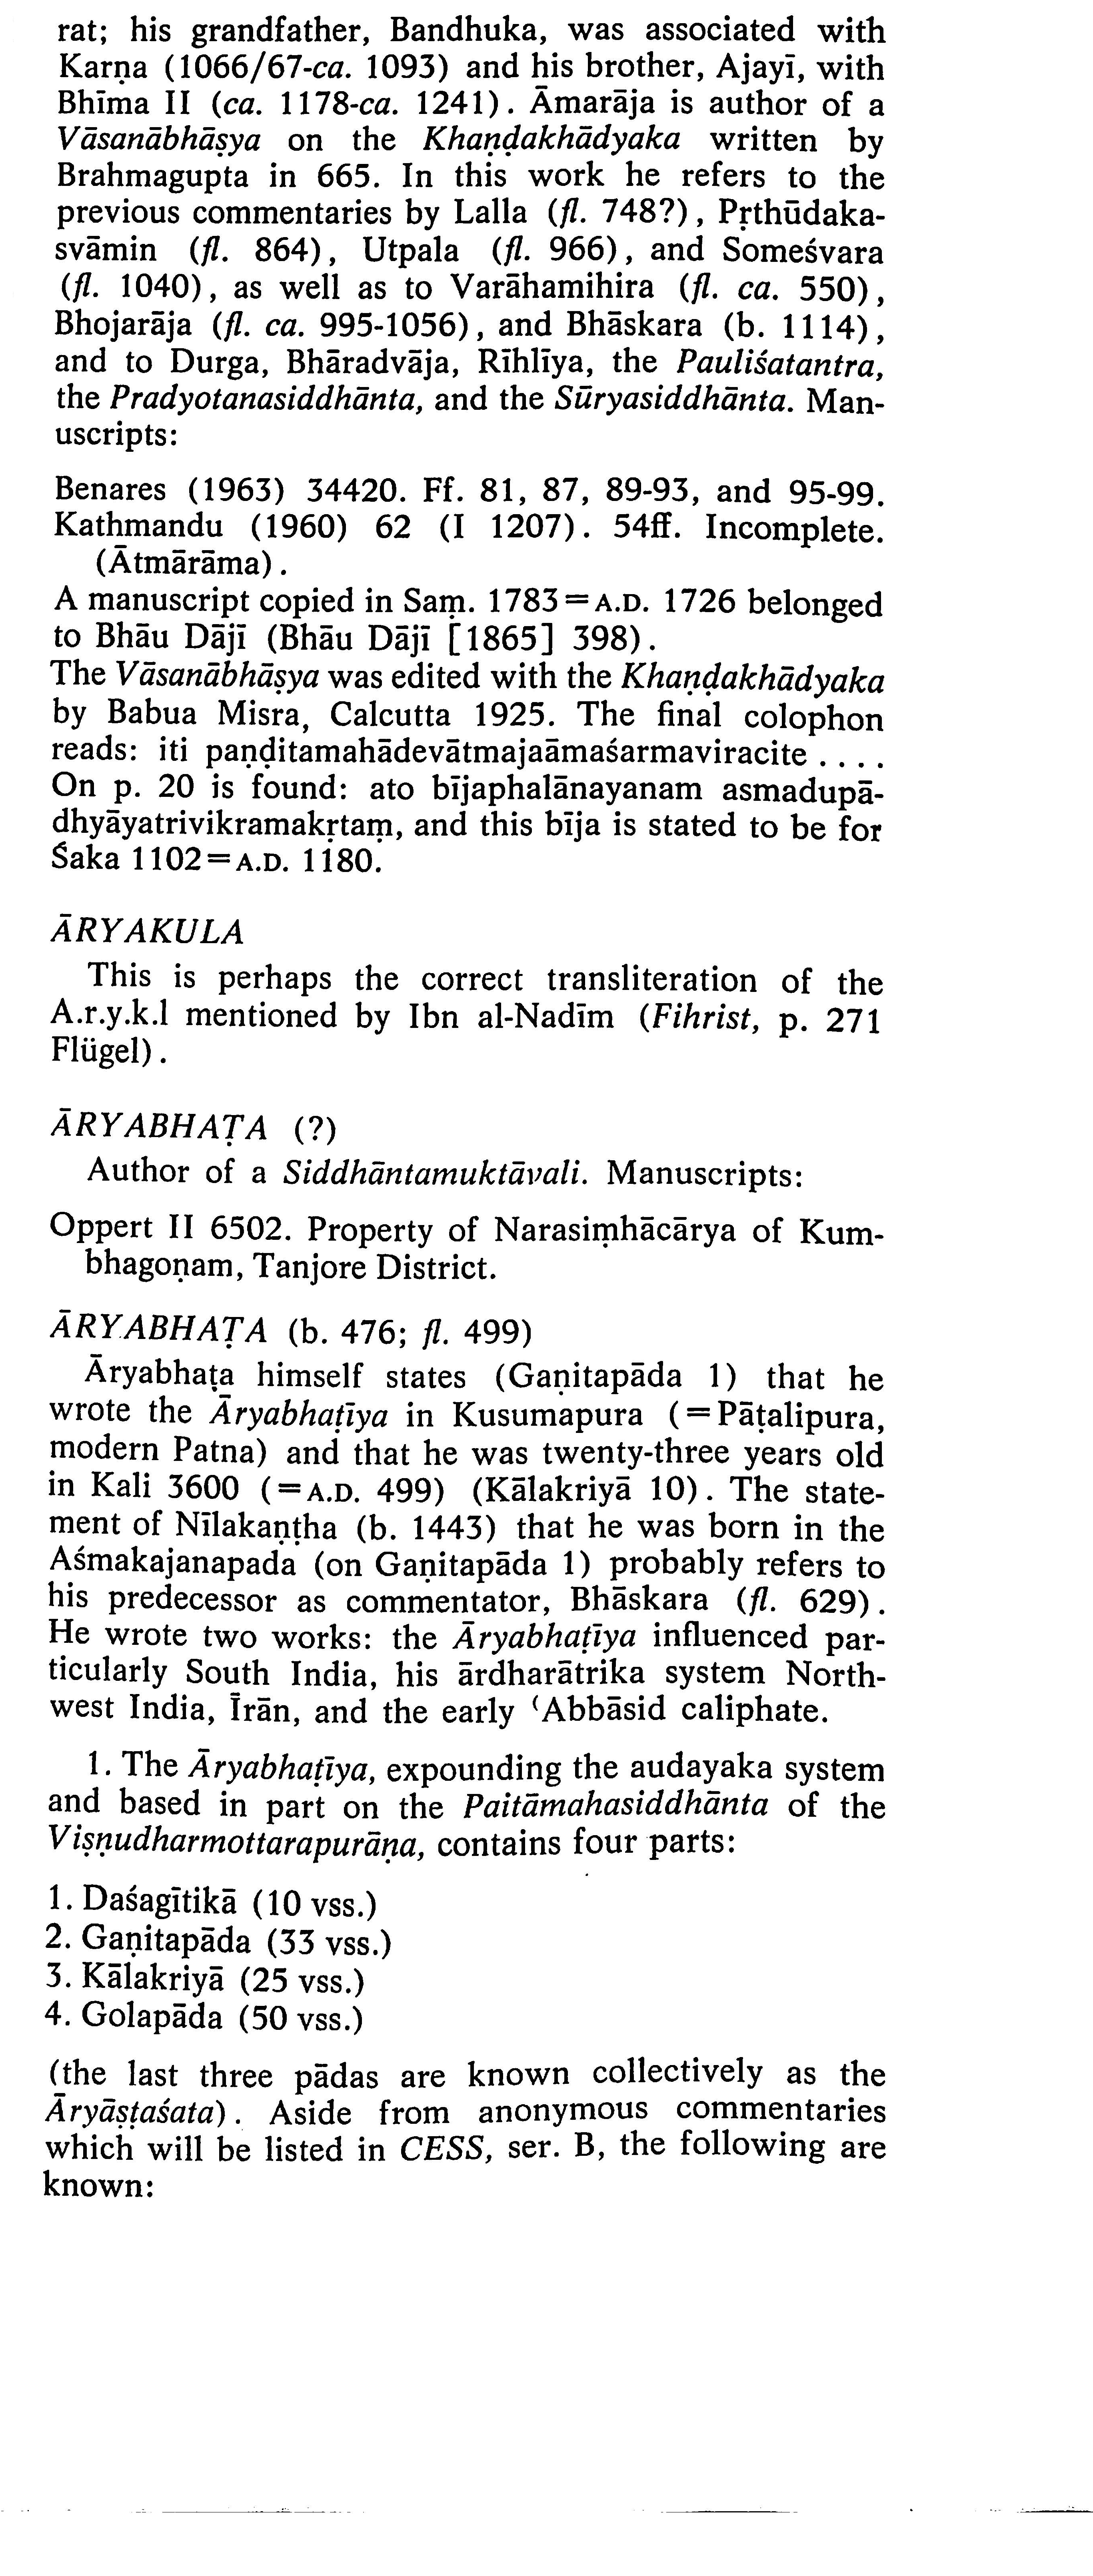 rat; his grandfather, Bandhuka, was associated with
Karṇa (1066/67-ca. 1093) and his brother, Ajayī, with
Bhīma II (ca. 1178-ca. 1241). Āmarāja is author of a
Vāsanābhāṣya on the Khaṇḍakhādyaka written by
Brahmagupta in 665. In this work he refers to the
previous commentaries by Lalla (fl. 748?), Pṛthūdaka-
svāmin (fl. 864), Utpala (fl. 966), and Someśvara
(fl. 1040), as well as to Varāhamihira (fl. ca. 550),
Bhojarāja (fl. ca. 995-1056), and Bhāskara (b. 1114),
and to Durga, Bhāradvāja, Rīhlīya, the Pauliśatantra,
the Pradyotanasiddhānta, and the Sūryasiddhānta. Man-
uscripts:
Benares (1963) 34420. Ff. 81, 87, 89-93, and 95-99.
Kathmandu (1960) 62 (I 1207). 54ff. Incomplete.
(Ātmārāma).
A manuscript copied in Saṃ. 1783=A.D. 1726 belonged
to Bhāu Dājī (Bhāu Dājī [1865] 398).
The Vāsanābhāṣya was edited with the Khaṇḍakhādyaka
by Babua Misra, Calcutta 1925. The final colophon
reads: iti paṇḍitamahādevātmajaāmaśarmaviracite ....
On p. 20 is found: ato bījaphalānayanam asmadupā-
dhyāyatrivikramakṛtaṃ, and this bīja is stated to be for
Śaka 1102=A.D. 1180.
ĀRYAKULA
This is perhaps the correct transliteration of the
A.r.y.k.l mentioned by Ibn al-Nadīm (Fihrist, p. 271
Flügel).
ĀRYABHAṬA (?)
Author of a Siddhāntamuktāvali. Manuscripts:
Oppert II 6502. Property of Narasiṃhācārya of Kum-
bhagoṇam, Tanjore District.
ĀRYABHAṬA (b. 476; fl. 499)
Āryabhaṭa himself states (Gaṇitapāda 1) that he
wrote the Āryabhaṭīya in Kusumapura (=Pāṭalipura,
modern Patna) and that he was twenty-three years old
in Kali 3600 (=A.D. 499) (Kālakriyā 10). The state-
ment of Nīlakaṇṭha (b. 1443) that he was born in the
Aśmakajanapada (on Gaṇitapāda 1) probably refers to
his predecessor as commentator, Bhāskara (fl. 629).
He wrote two works: the Āryabhaṭīya influenced par-
ticularly South India, his ārdharātrika system North-
west India, Īrān, and the early ʿAbbāsid caliphate.
1. The Āryabhaṭīya, expounding the audayaka system
and based in part on the Paitāmahasiddhānta of the
Viṣṇudharmottarapurāṇa, contains four parts:
1. Daśagītikā (10 vss.)
2. Gaṇitapāda (33 vss.)
3. Kālakriyā (25 vss.)
4. Golapāda (50 vss.)
(the last three pādas are known collectively as the
Āryāṣṭaśata). Aside from anonymous commentaries
which will be listed in CESS, ser. B, the following are
known: